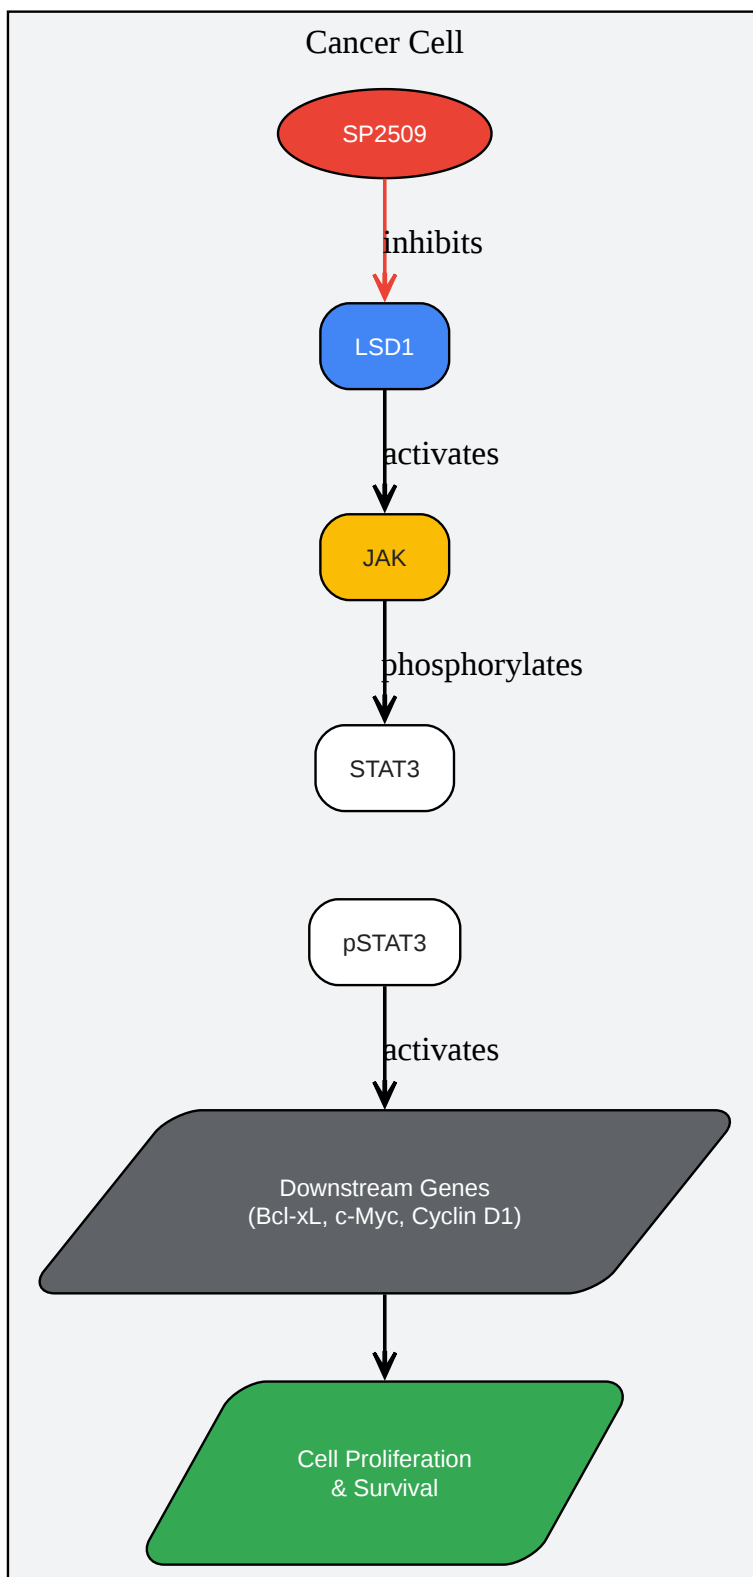 Cancer Cell
SP2509
inhibits
LSD1
activates
JAK
phosphorylates
STAT3
pSTAT3
activates
Downstream Genes
(Bcl-xL, c-Myc, Cyclin D1)
Cell Proliferation
& Survival